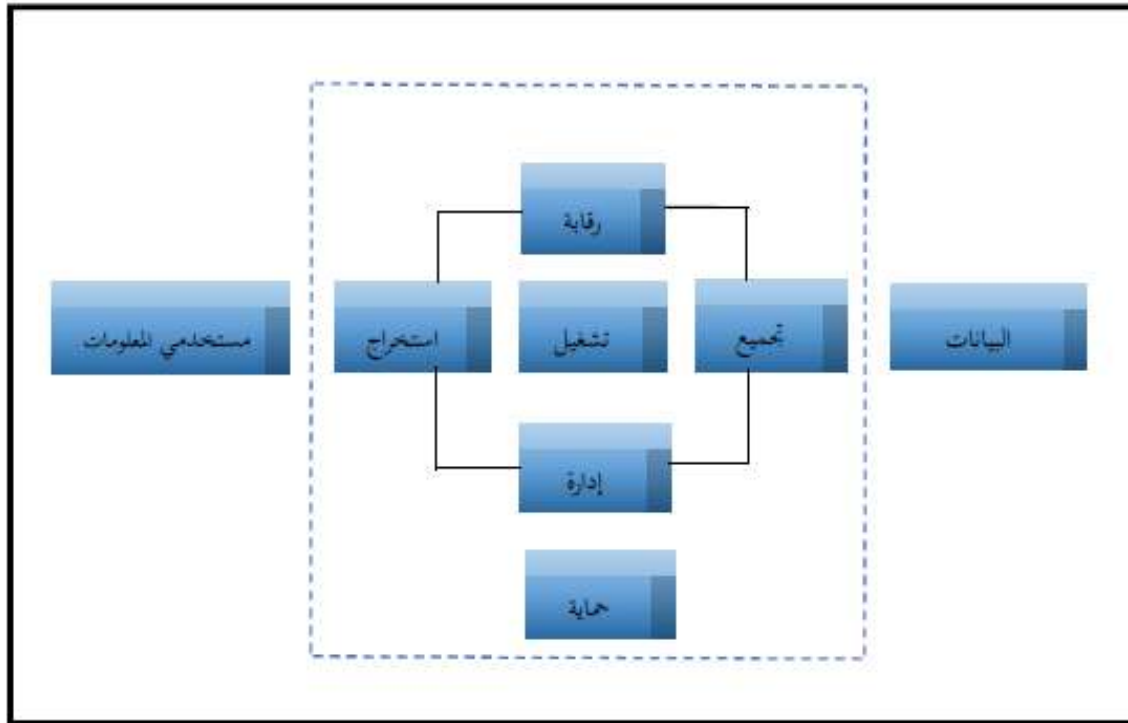 رقابة
البيانات
تجميع
تشغيل
استخراج
مستخدمي المعلومات
إدارة
حماية